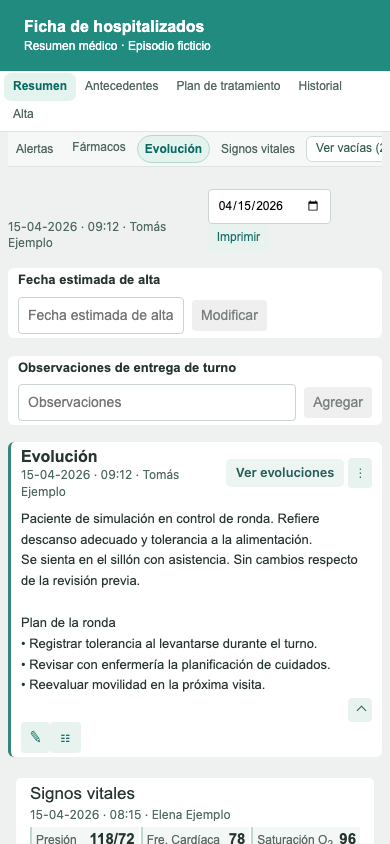 Ficha de hospitalizados
Resumen médico · Episodio ficticio
Resumen Antecedentes Plan de tratamiento Historial
Alta
Alertas Fármacos Evolución Signos vitales Ver vacías (2
04/15/2026
15-04-2026 · 09:12 · Tomás
Ejemplo
Imprimir
Fecha estimada de alta
Fecha estimada de alta Modificar
Observaciones de entrega de turno
Observaciones Agregar
Evolución
15-04-2026 · 09:12 · Tomás
Ejemplo
Ver evoluciones
Paciente de simulación en control de ronda. Refiere
descanso adecuado y tolerancia a la alimentación.
Se sienta en el sillón con asistencia. Sin cambios respecto
de la revisión previa.
Plan de la ronda
• Registrar tolerancia al levantarse durante el turno.
• Revisar con enfermería la planificación de cuidados.
• Reevaluar movilidad en la próxima visita.
Signos vitales
15-04-2026 · 08:15 · Elena Ejemplo
Presión 118/72 Fre. Cardíaca 78 Saturación O₂ 96